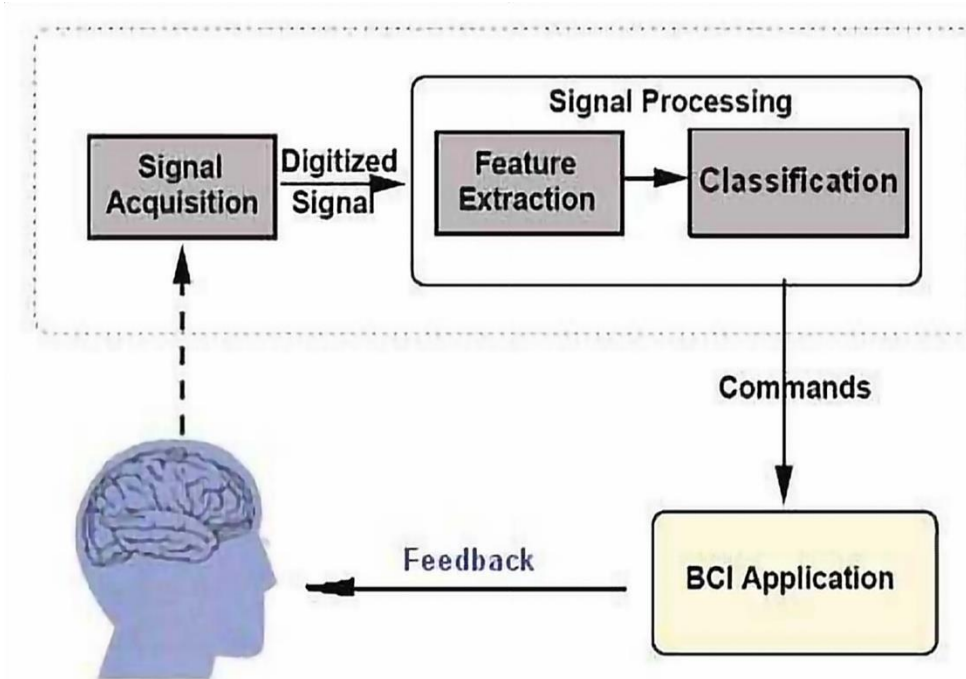 Signal Processing
Signal
Acquisition
Digitized
Signal
Feature
Extraction
Classification
Commands
Feedback
BCI Application